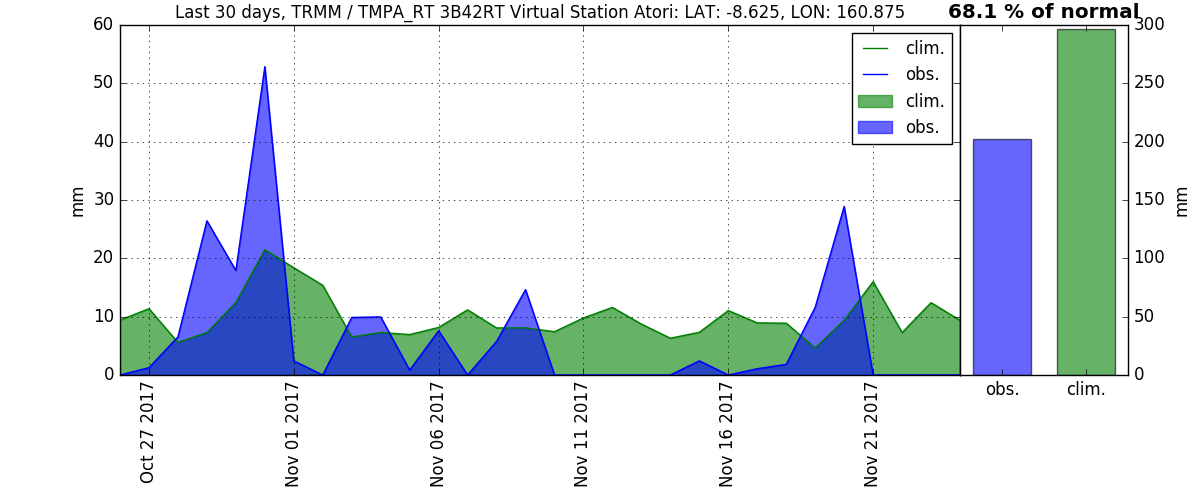 Last 30 days, TRMM / TMPA_RT 3B42RT Virtual Station Atori: LAT: -8.625, LON: 160.875
68.1 % of normal
60
50
40
30
20
10
0
mm
clim.
obs.
clim.
obs.
300
250
200
150
100
50
0
mm
obs.
clim.
Oct 27 2017
Nov 01 2017
Nov 06 2017
Nov 11 2017
Nov 16 2017
Nov 21 2017